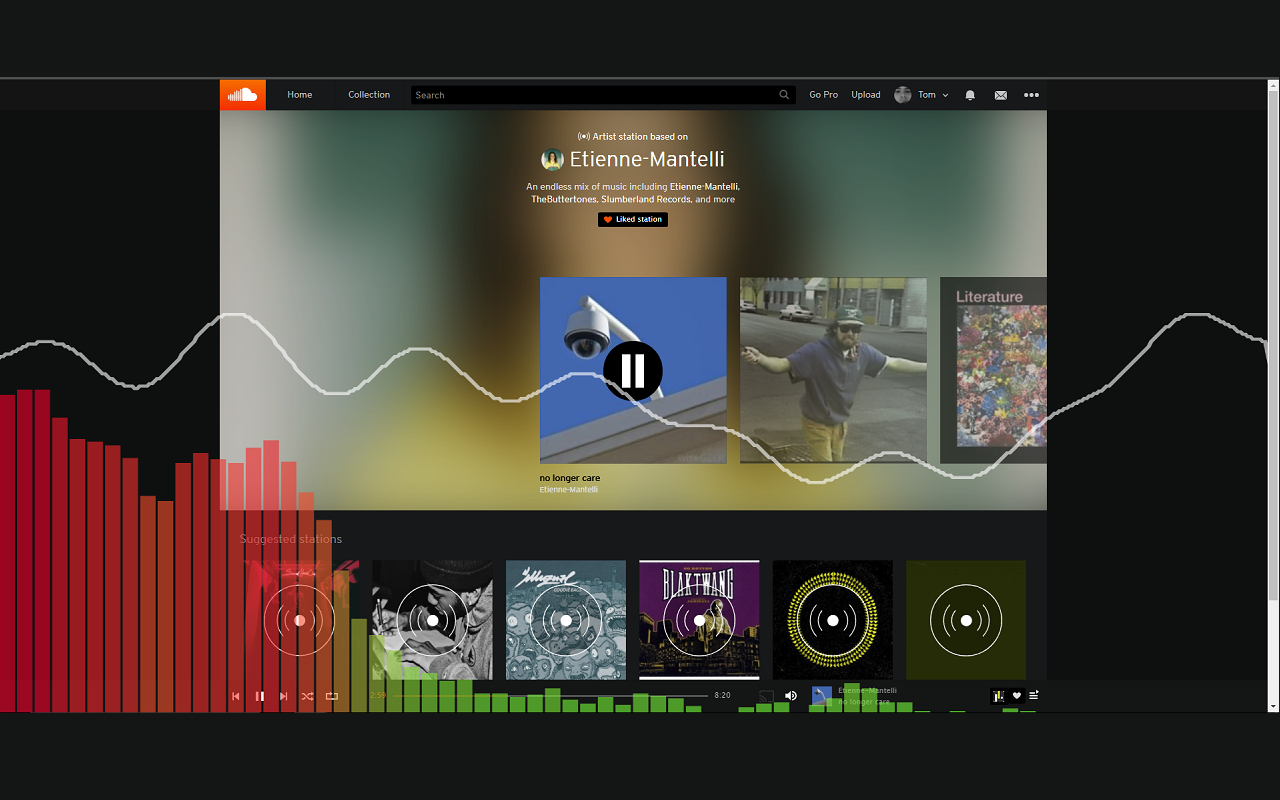 Home
Collection
Search
Go Pro
Upload
Tom
Artist station based on
Etienne-Mantelli
An endless mix of music including Etienne-Mantelli,
TheButtertones, Slumberland Records, and more
Liked station
Literature
no longer care
Etienne-Mantelli
Suggested stations
BLAKTWANG
2:59
8:20
Etienne-Mantelli
no longer care